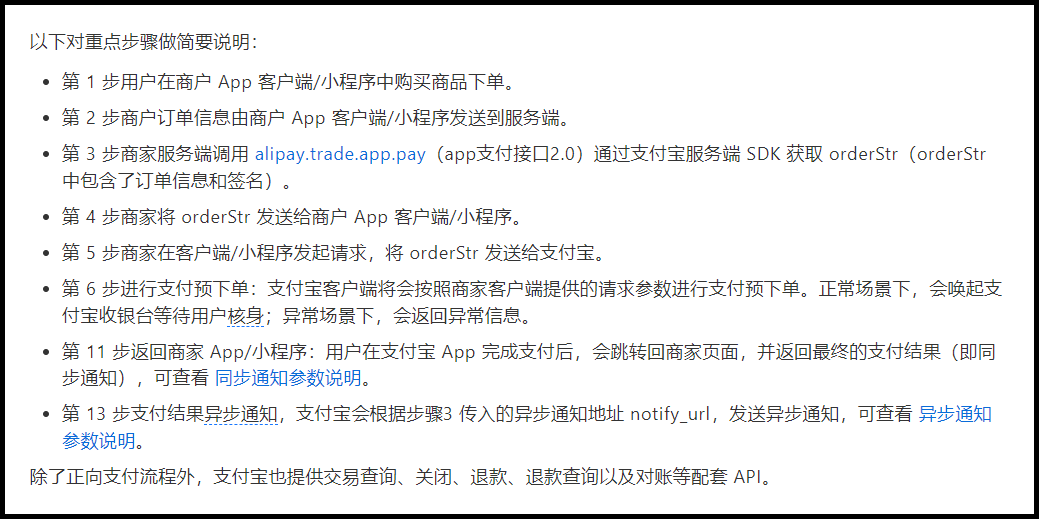 以下对重点步骤做简要说明：
• 第 1 步用户在商户 App 客户端/小程序中购买商品下单。
• 第 2 步商户订单信息由商户 App 客户端/小程序发送到服务端。
• 第 3 步商家服务端调用 alipay.trade.app.pay（app支付接口2.0）通过支付宝服务端 SDK 获取 orderStr（orderStr
中包含了订单信息和签名）。
• 第 4 步商家将 orderStr 发送给商户 App 客户端/小程序。
• 第 5 步商家在客户端/小程序发起请求，将 orderStr 发送给支付宝。
• 第 6 步进行支付预下单：支付宝客户端将会按照商家客户端提供的请求参数进行支付预下单。正常场景下，会唤起支
付宝收银台等待用户核身；异常场景下，会返回异常信息。
• 第 11 步返回商家 App/小程序：用户在支付宝 App 完成支付后，会跳转回商家页面，并返回最终的支付结果（即同
步通知），可查看 同步通知参数说明。
• 第 13 步支付结果异步通知，支付宝会根据步骤3 传入的异步通知地址 notify_url，发送异步通知，可查看 异步通知
参数说明。
除了正向支付流程外，支付宝也提供交易查询、关闭、退款、退款查询以及对账等配套 API。